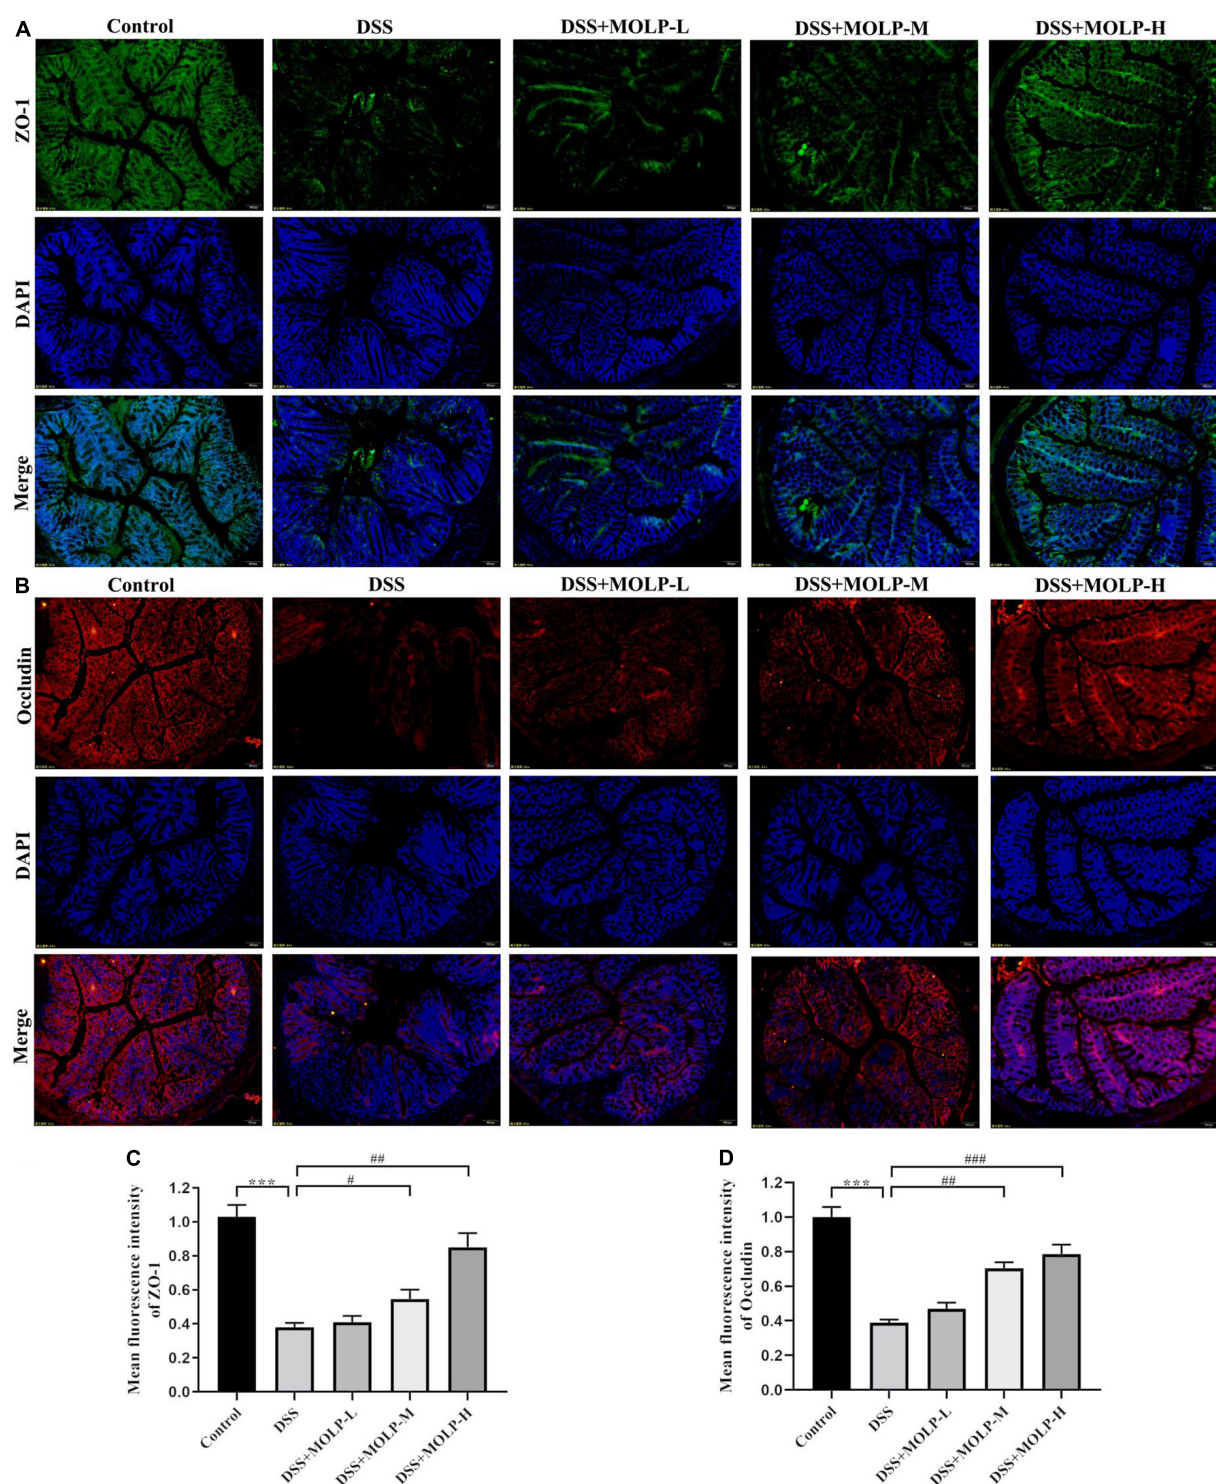 A
Control DSS DSS+MOLP-L DSS+MOLP-M DSS+MOLP-H
ZO-1
DAPI
Merge
B
Control DSS DSS+MOLP-L DSS+MOLP-M DSS+MOLP-H
Occludin
DAPI
Merge
C
Mean fluorescence intensity
of ZO-1
##
***
#
1.2
1.0
0.8
0.6
0.4
0.2
0.0
Control
DSS
DSS+MOLP-L
DSS+MOLP-M
DSS+MOLP-H
D
Mean fluorescence intensity
of Occludin
###
***
##
1.2
1.0
0.8
0.6
0.4
0.2
0.0
Control
DSS
DSS+MOLP-L
DSS+MOLP-M
DSS+MOLP-H